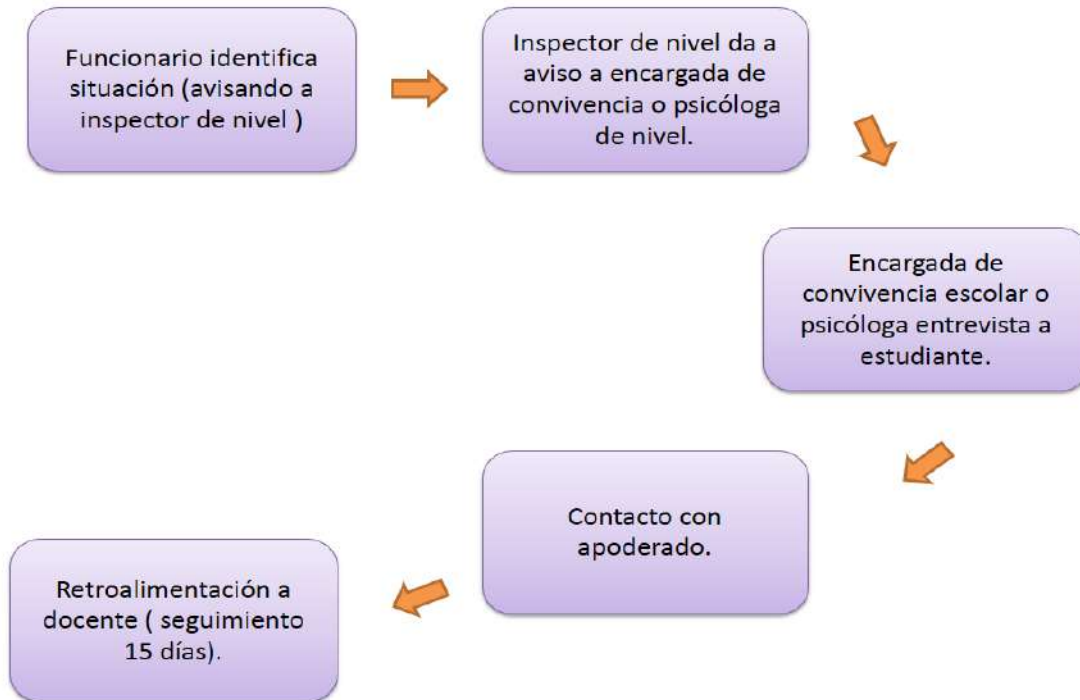 Funcionario identifica
situación (avisando a
inspector de nivel )
Inspector de nivel da a
aviso a encargada de
convivencia o psicóloga
de nivel.
Encargada de
convivencia escolar o
psicóloga entrevista a
estudiante.
Contacto con
apoderado.
Retroalimentación a
docente ( seguimiento
15 días).